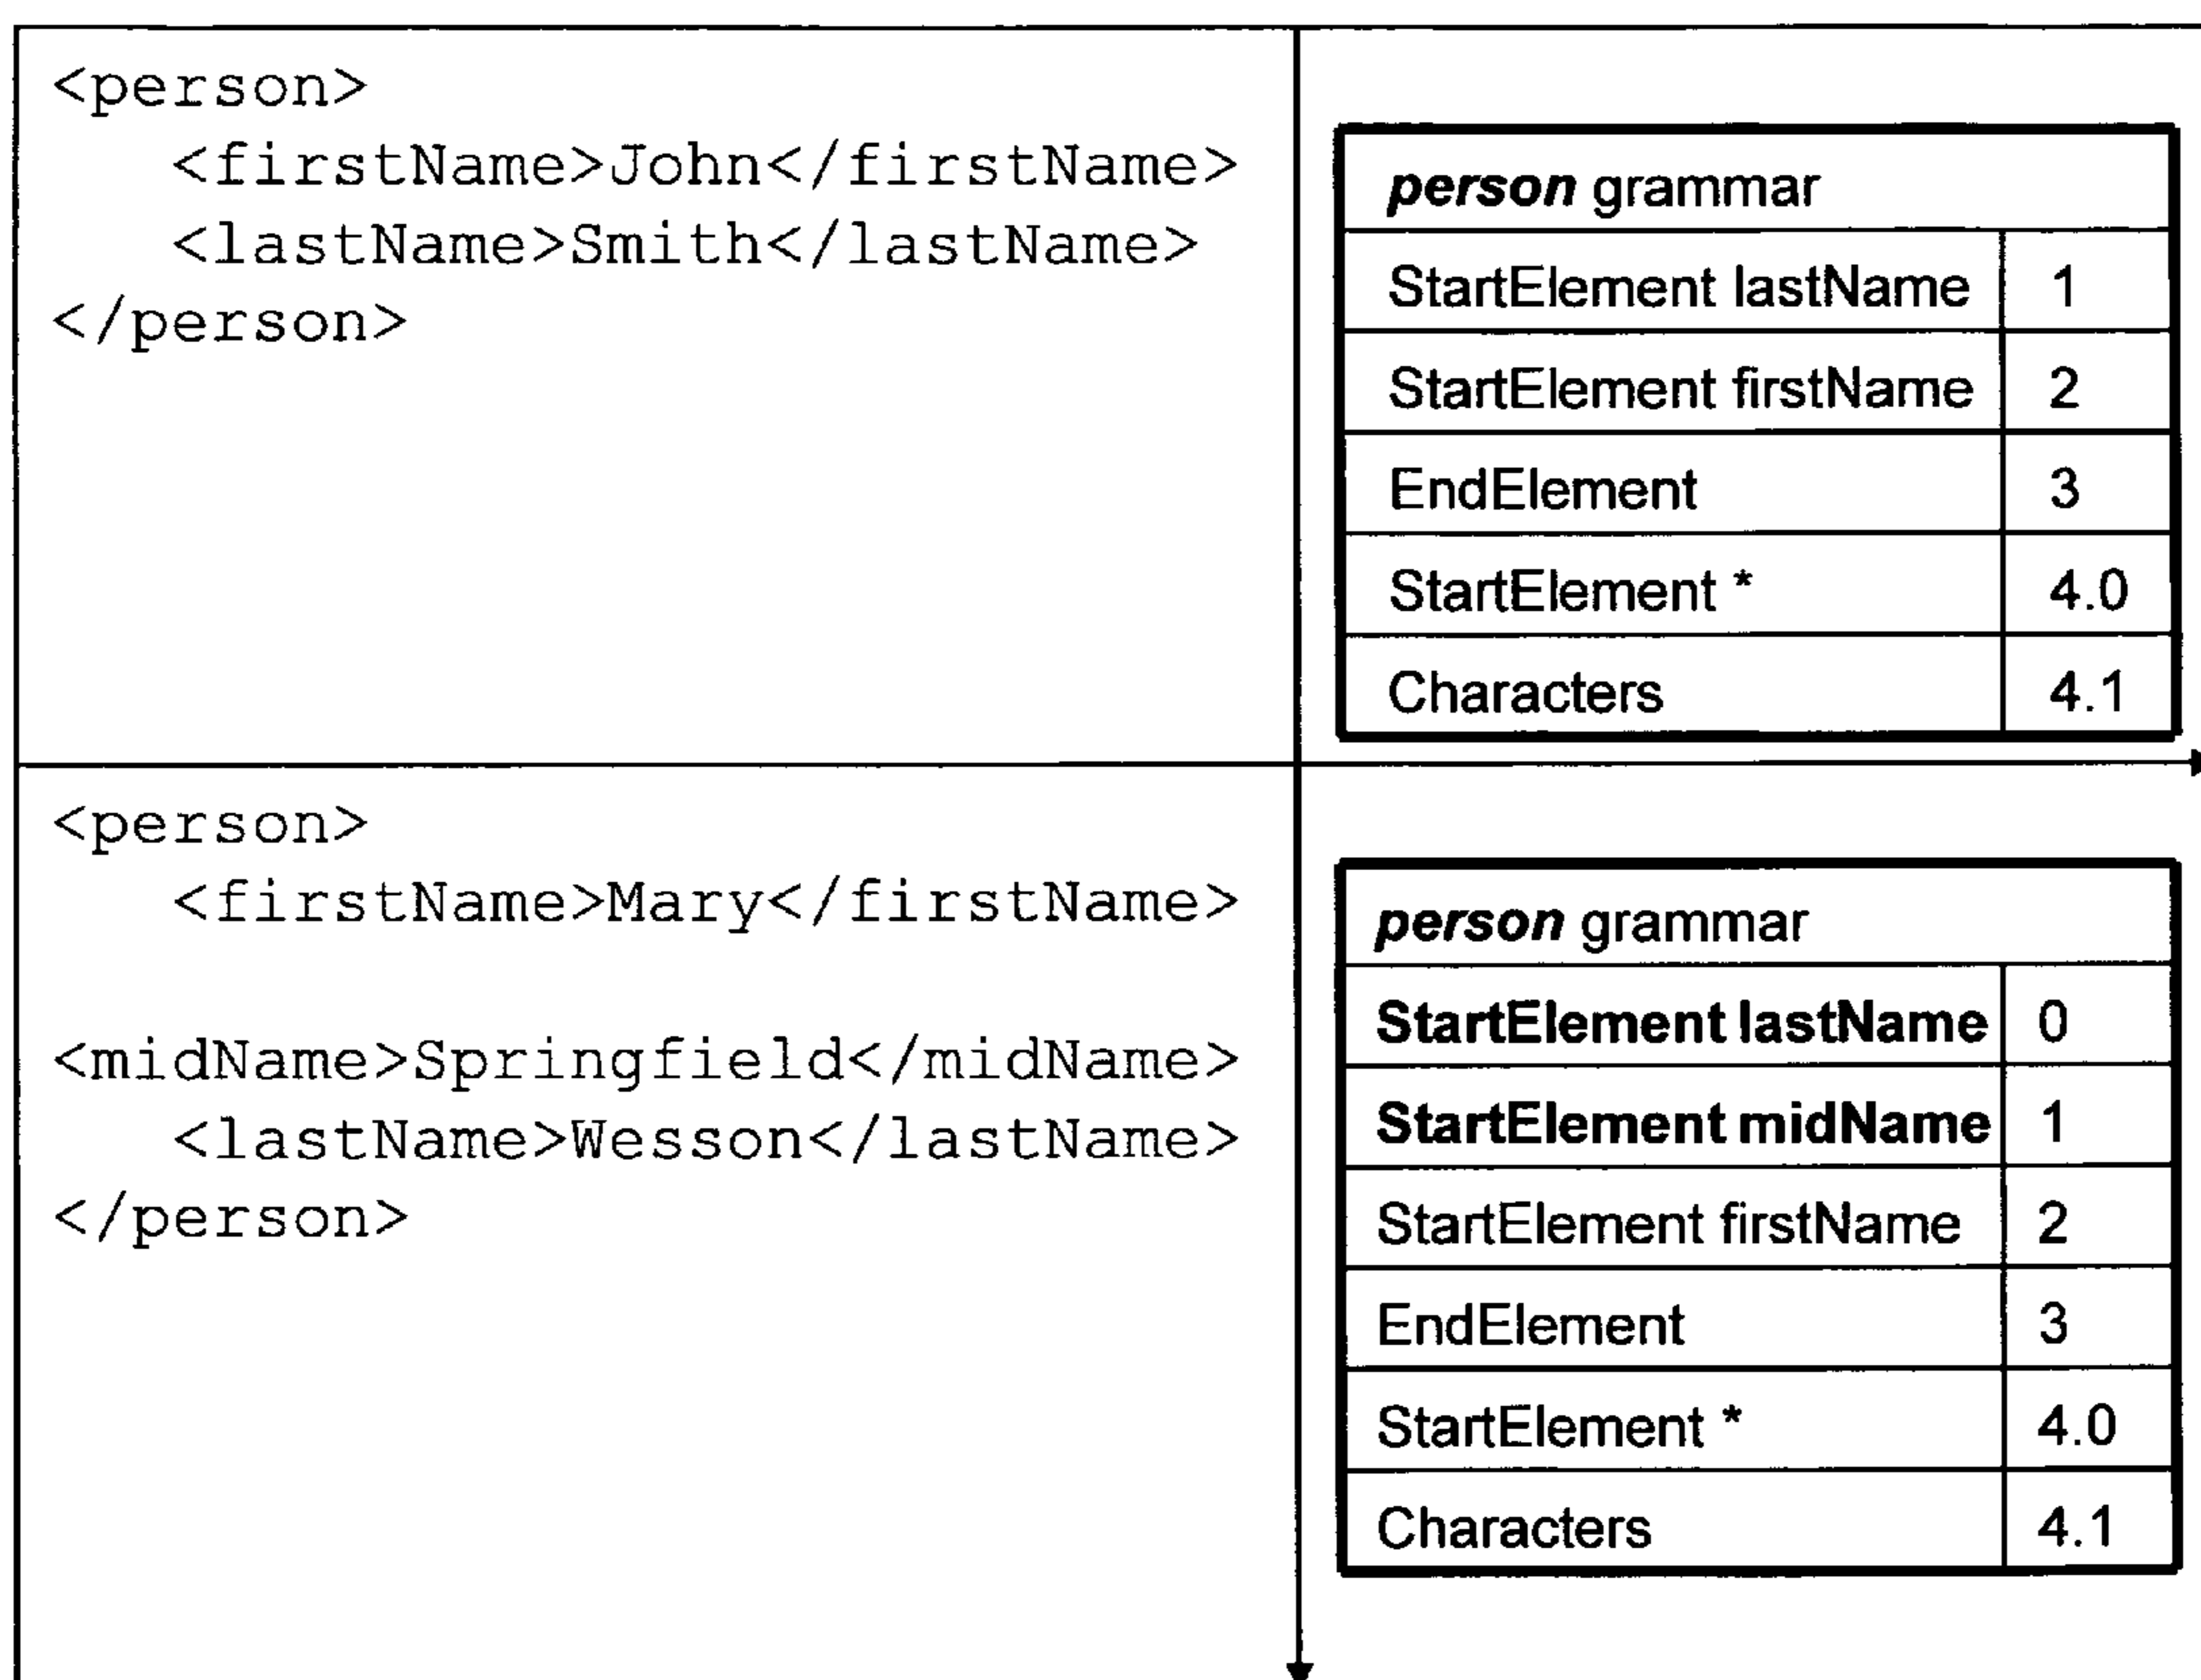 <person>
<firstName>John</firstName>
<lastName>Smith</lastName>
</person>
person grammar
StartElement lastName 1
StartElement firstName 2
EndElement 3
StartElement * 4.0
Characters 4.1
<person>
<firstName>Mary</firstName>
<midName>Springfield</midName>
<lastName>Wesson</lastName>
</person>
person grammar
StartElement lastName 0
StartElement midName 1
StartElement firstName 2
EndElement 3
StartElement * 4.0
Characters 4.1